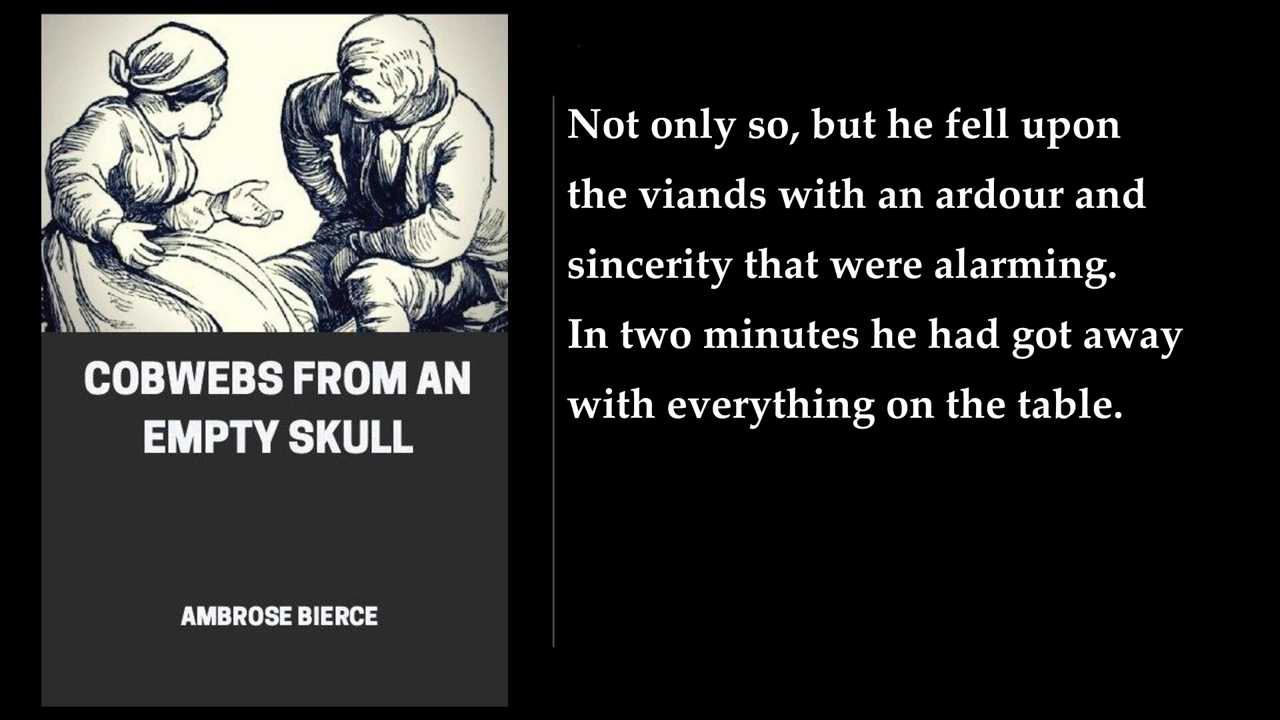 COBWEBS FROM AN
EMPTY SKULL
AMBROSE BIERCE
Not only so, but he fell upon
the viands with an ardour and
sincerity that were alarming.
In two minutes he had got away
with everything on the table.